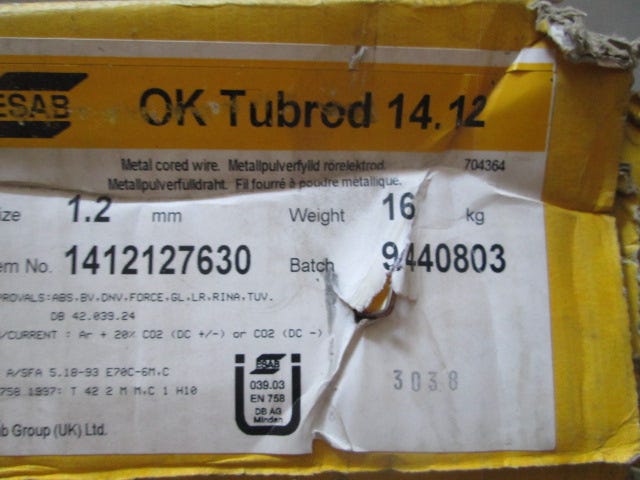 ESAB
OK Tubrod 14.12
Metal cored wire. Metallpulverfylld rörelektrod. 704364
Metallpulverfülldraht. Fil fourré à poudre métallique.
1.2 mm Weight 16 kg
No. 1412127630 Batch 9440803
ABS,BV,DNV,FORCE,GL,LR,RINA,TUV.
DB 42.039.24
/CURRENT : Ar + 20% CO2 (DC +/-) or CO2 (DC -)
A/SFA 5.18-93 E70C-6M,C
758 1997: T 42 2 M M,C 1 H10
ESAB
039.03
EN 758
DB AG
Minden
3038
Group (UK) Ltd.